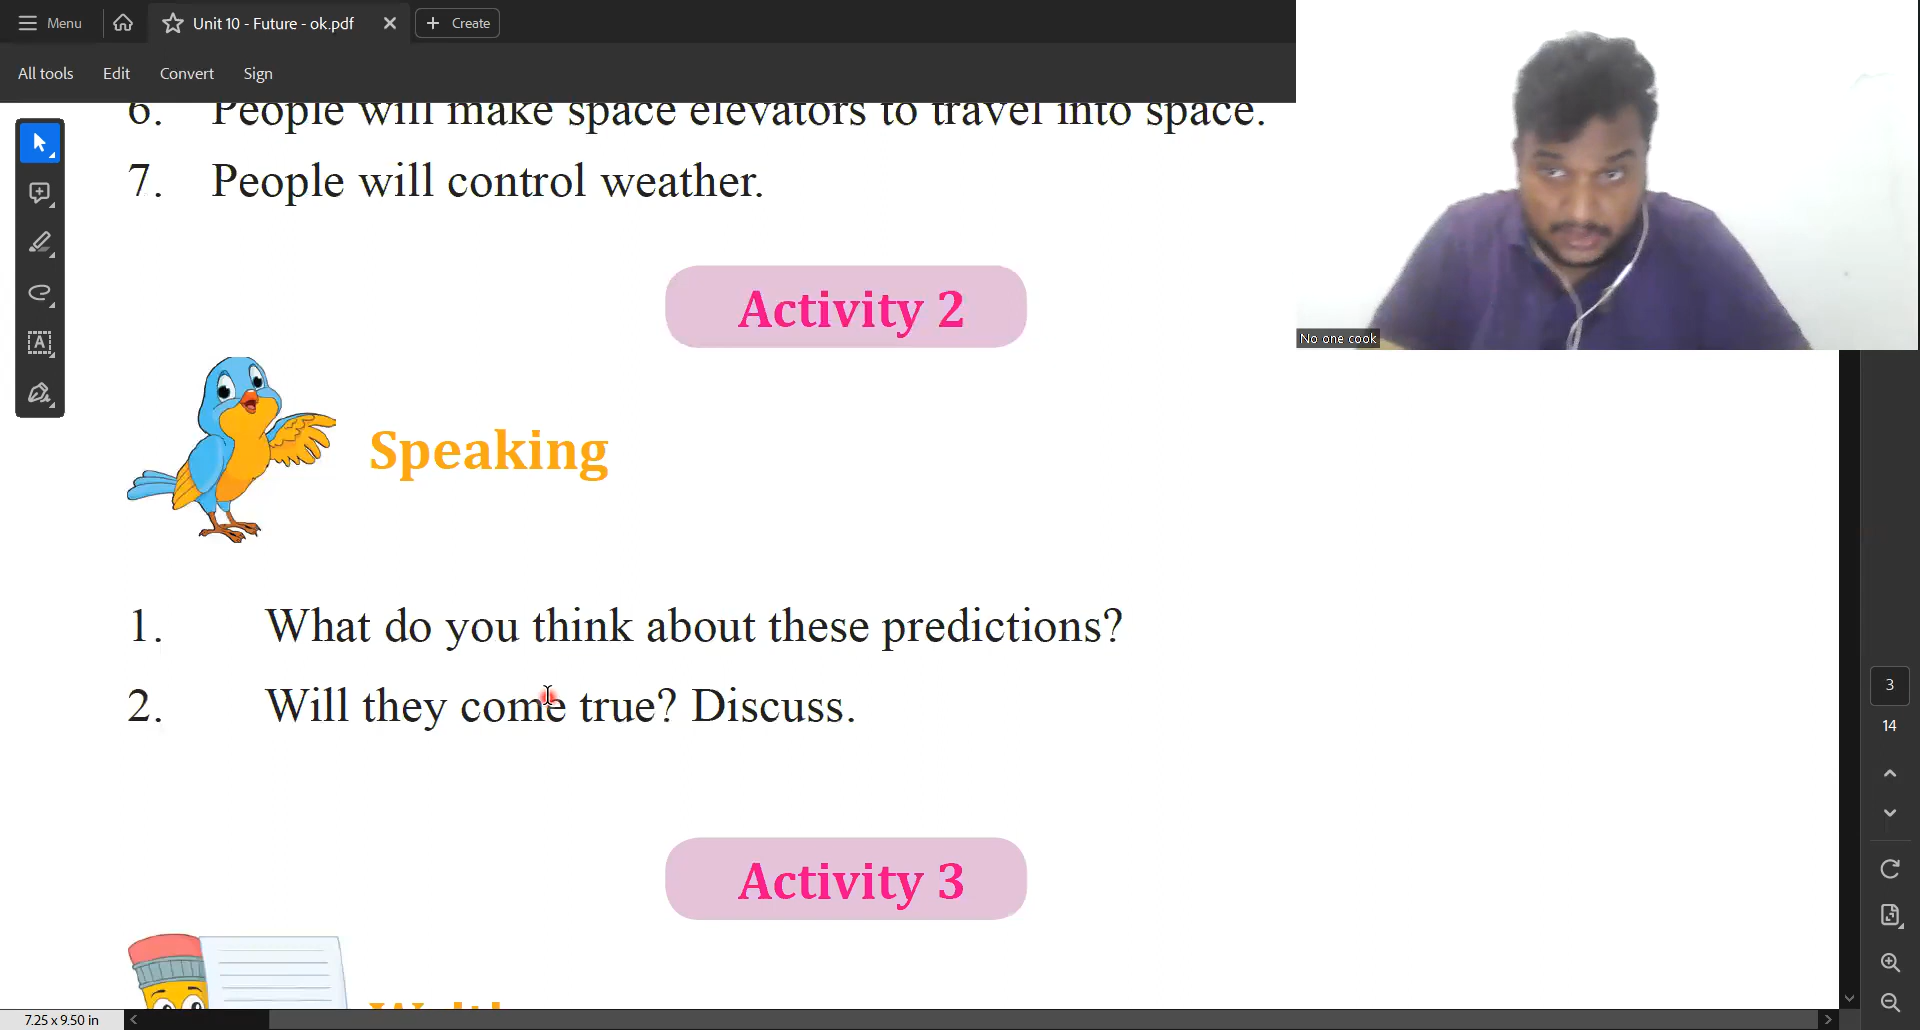 Menu
Unit 10 - Future - ok.pdf
Create
All tools
Edit
Convert
Sign
6. People will make space elevators to travel into space.
7. People will control weather.
No one cook
Activity 2
Speaking
1. What do you think about these predictions?
2. Will they come true? Discuss.
Activity 3
3
14
7.25 x 9.50 in